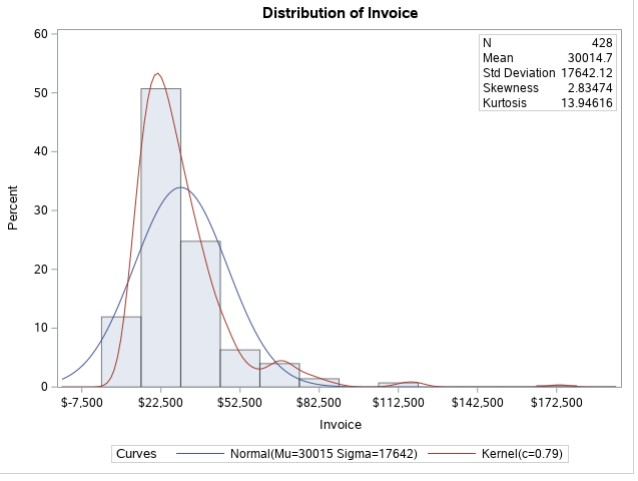 Distribution of Invoice
60
50
40
30
20
10
0
Percent
N 428
Mean 30014.7
Std Deviation 17642.12
Skewness 2.83474
Kurtosis 13.94616
$-7,500 $22,500 $52,500 $82,500 $112,500 $142,500 $172,500
Invoice
Curves Normal(Mu=30015 Sigma=17642) Kernel(c=0.79)